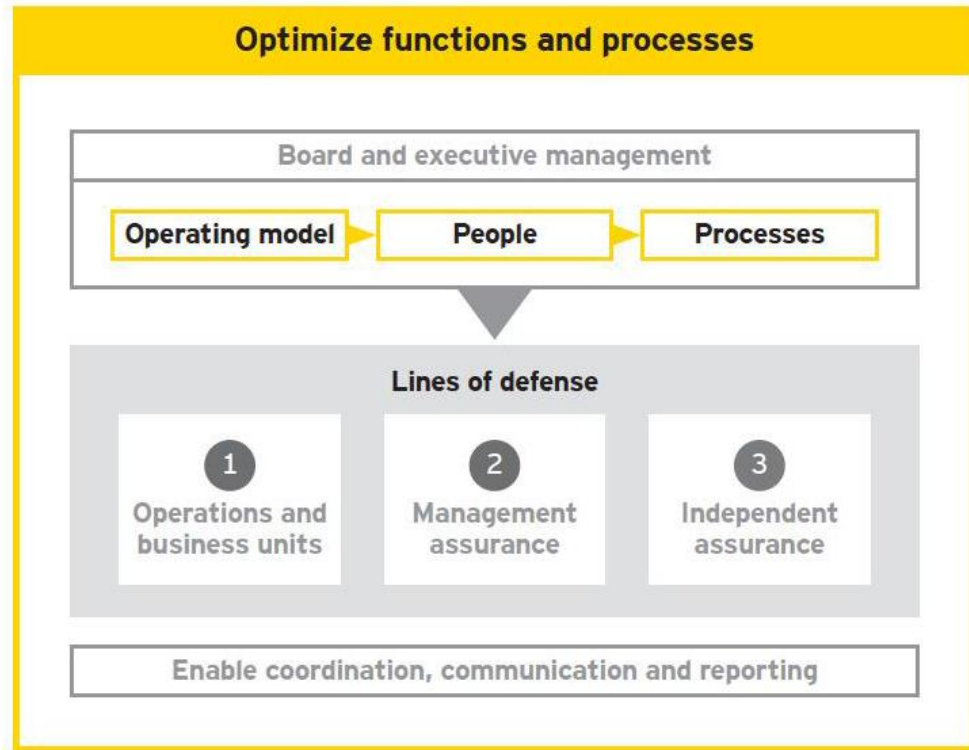 Optimize functions and processes
Board and executive management
Operating model
People
Processes
Lines of defense
1
Operations and
business units
2
Management
assurance
3
Independent
assurance
Enable coordination, communication and reporting